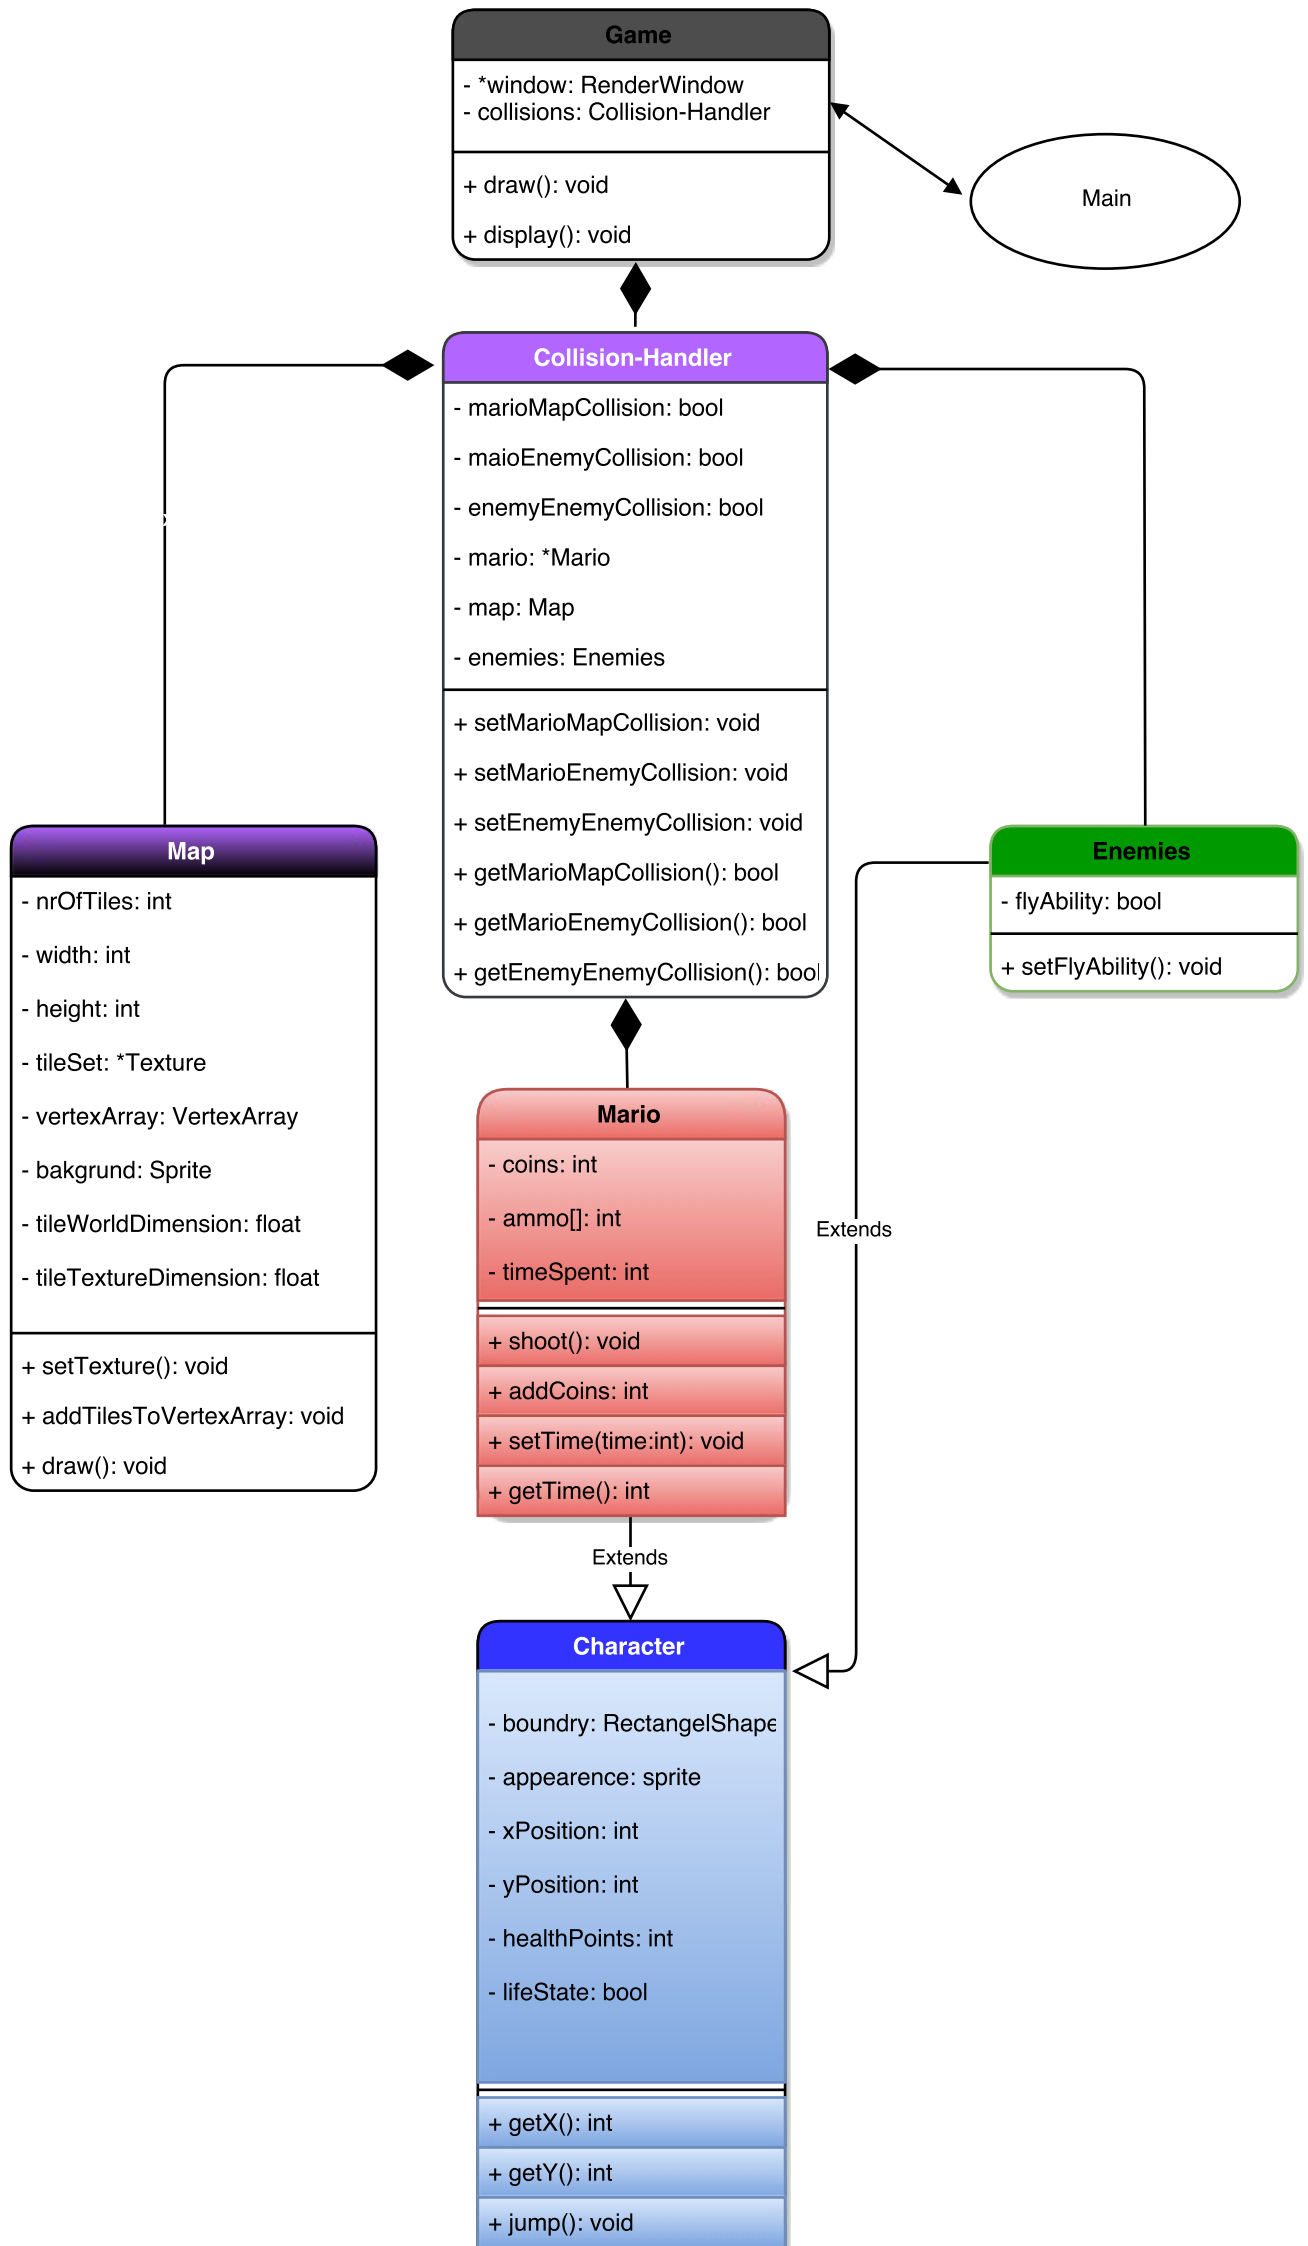 Game
- *window: RenderWindow
- collisions: Collision-Handler
+ draw(): void
+ display(): void
Main
Collision-Handler
- marioMapCollision: bool
- maioEnemyCollision: bool
- enemyEnemyCollision: bool
- mario: *Mario
- map: Map
- enemies: Enemies
+ setMarioMapCollision: void
+ setMarioEnemyCollision: void
+ setEnemyEnemyCollision: void
+ getMarioMapCollision(): bool
+ getMarioEnemyCollision(): bool
+ getEnemyEnemyCollision(): bool
Map
- nrOfTiles: int
- width: int
- height: int
- tileSet: *Texture
- vertexArray: VertexArray
- bakgrund: Sprite
- tileWorldDimension: float
- tileTextureDimension: float
+ setTexture(): void
+ addTilesToVertexArray: void
+ draw(): void
Enemies
- flyAbility: bool
+ setFlyAbility(): void
Mario
- coins: int
- ammo[]: int
- timeSpent: int
+ shoot(): void
+ addCoins: int
+ setTime(time:int): void
+ getTime(): int
Extends
Extends
Character
- boundry: RectangelShape
- appearence: sprite
- xPosition: int
- yPosition: int
- healthPoints: int
- lifeState: bool
+ getX(): int
+ getY(): int
+ jump(): void